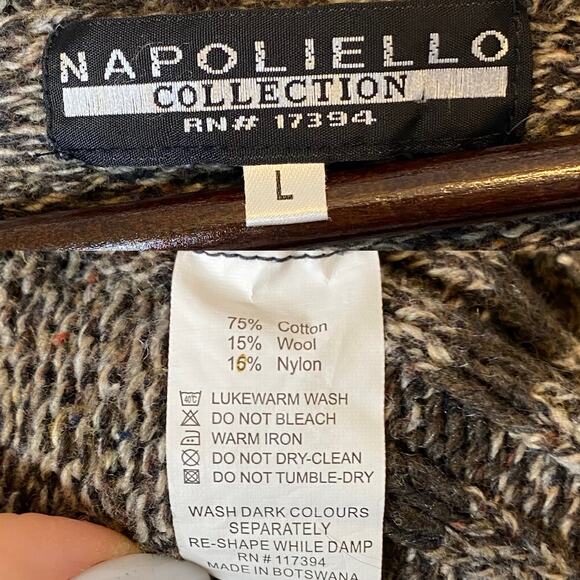 NAPOLIELLO
COLLECTION
RN# 17394
L
75% Cotton
15% Wool
15% Nylon
40°C LUKEWARM WASH
DO NOT BLEACH
WARM IRON
DO NOT DRY-CLEAN
DO NOT TUMBLE-DRY
WASH DARK COLOURS
SEPARATELY
RE-SHAPE WHILE DAMP
RN # 117394
MADE IN BOTSWANA